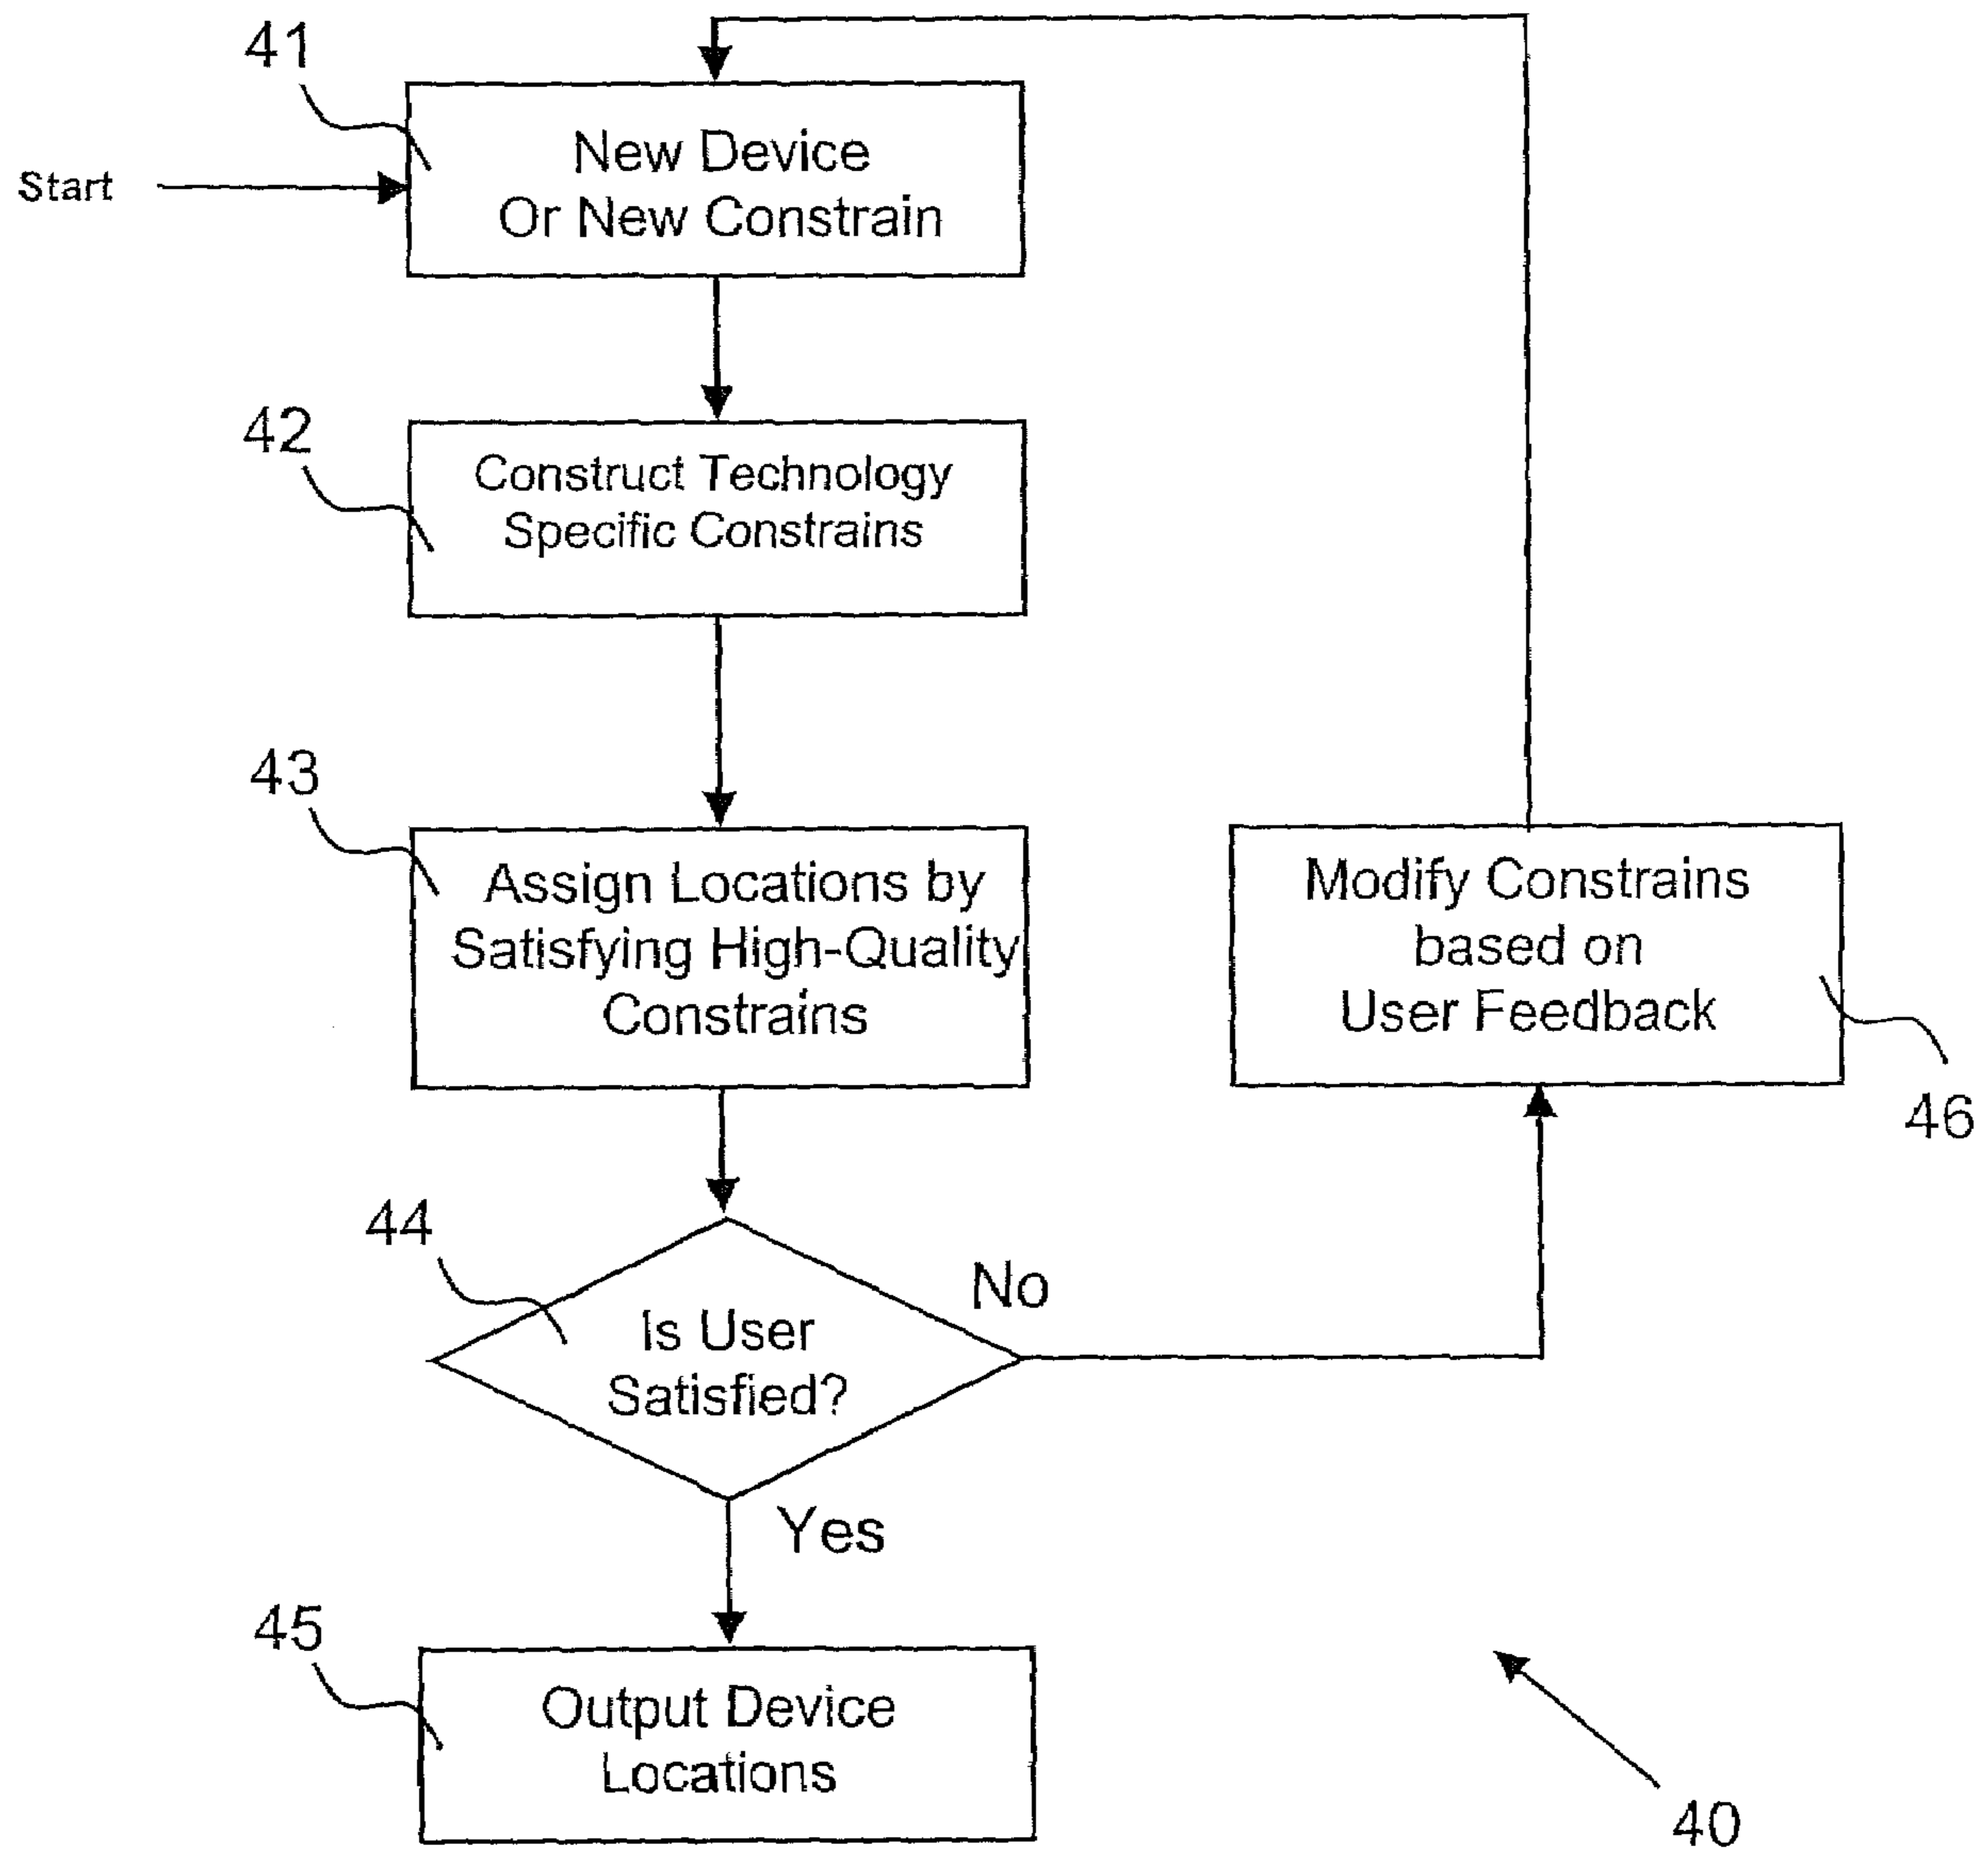 41
New Device
Or New Constrain
Start
42
Construct Technology
Specific Constrains
43
Assign Locations by
Satisfying High-Quality
Constrains
Modify Constrains
based on
User Feedback
46
44
Is User
Satisfied?
No
Yes
45
Output Device
Locations
40